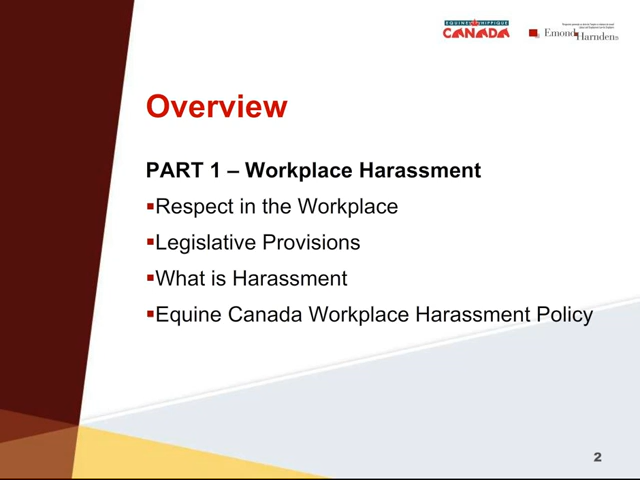 EQUINE HIPPIQUE
CANADA
Emond Harnden
Overview
PART 1 – Workplace Harassment
▪Respect in the Workplace
▪Legislative Provisions
▪What is Harassment
▪Equine Canada Workplace Harassment Policy
2